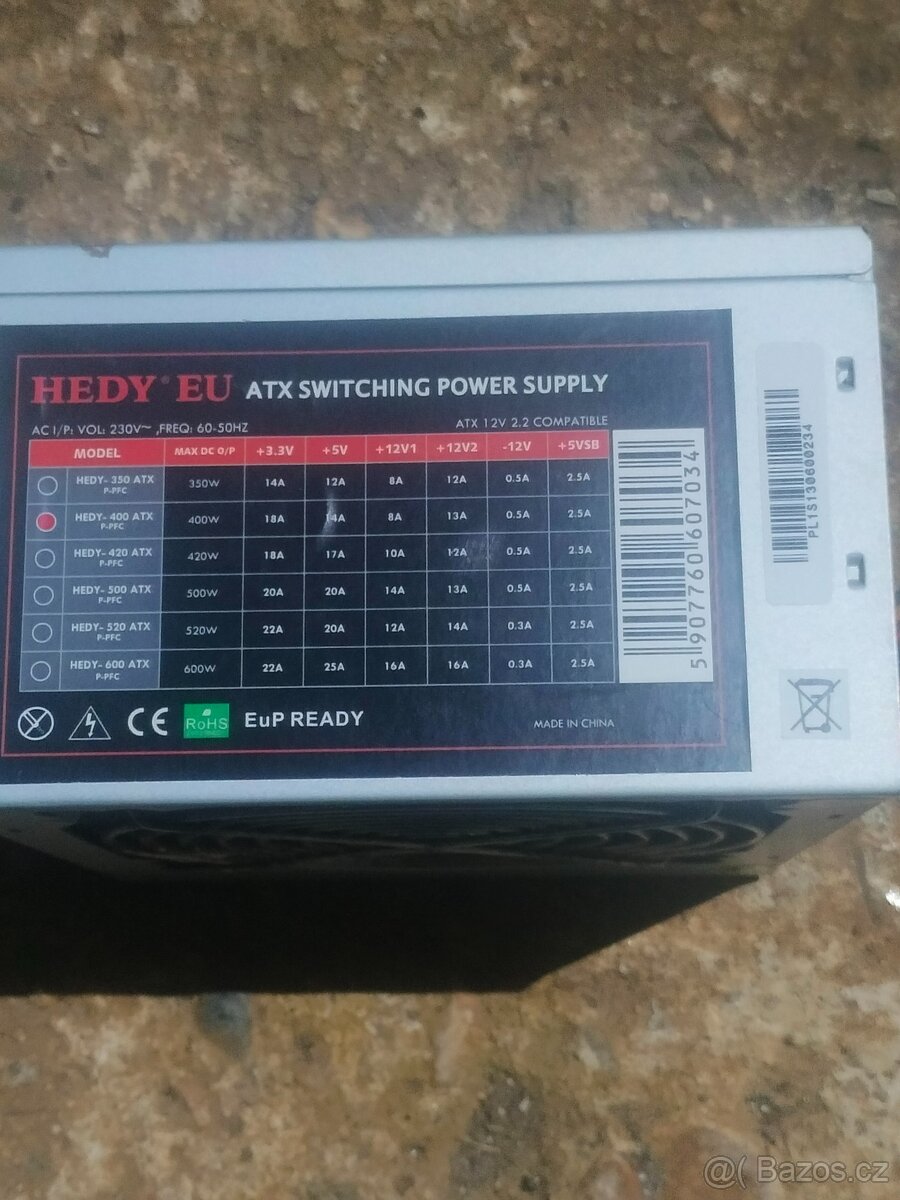 HEDY® EU ATX SWITCHING POWER SUPPLY
AC I/P: VOL: 230V~ ,FREQ: 60-50HZ ATX 12V 2.2 COMPATIBLE
MODEL MAX DC O/P +3.3V +5V +12V1 +12V2 -12V +5VSB
HEDY- 350 ATX P-PFC 350W 14A 12A 8A 12A 0.5A 2.5A
HEDY- 400 ATX P-PFC 400W 18A 14A 8A 13A 0.5A 2.5A
HEDY- 420 ATX P-PFC 420W 18A 17A 10A 12A 0.5A 2.5A
HEDY- 500 ATX P-PFC 500W 20A 20A 14A 13A 0.5A 2.5A
HEDY- 520 ATX P-PFC 520W 22A 20A 12A 14A 0.3A 2.5A
HEDY- 600 ATX P-PFC 600W 22A 25A 16A 16A 0.3A 2.5A
5907760607034
PL1S130600234
CE RoHS EuP READY MADE IN CHINA
@( Bazos.cz